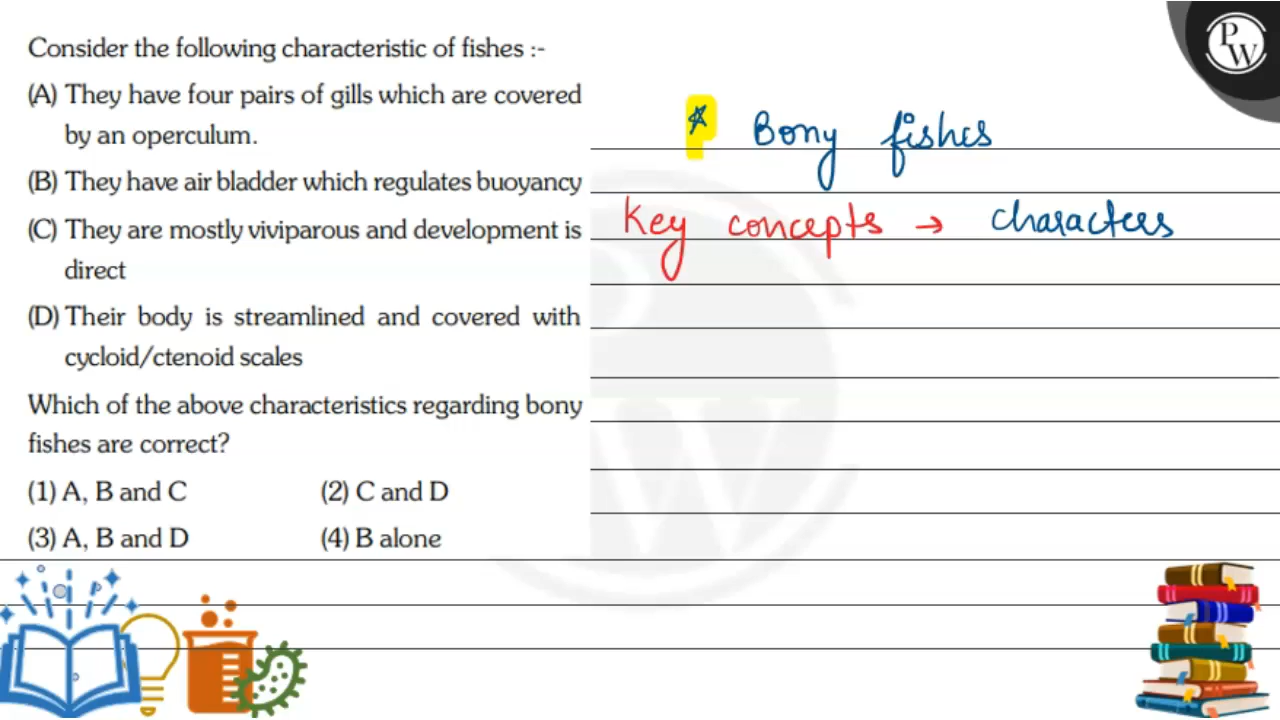 Consider the following characteristic of fishes :-
(A) They have four pairs of gills which are covered
by an operculum.
(B) They have air bladder which regulates buoyancy
(C) They are mostly viviparous and development is
direct
(D) Their body is streamlined and covered with
cycloid/ctenoid scales
Which of the above characteristics regarding bony
fishes are correct?
(1) A, B and C (2) C and D
(3) A, B and D (4) B alone
Bony fishes
Key concepts → characters
PW